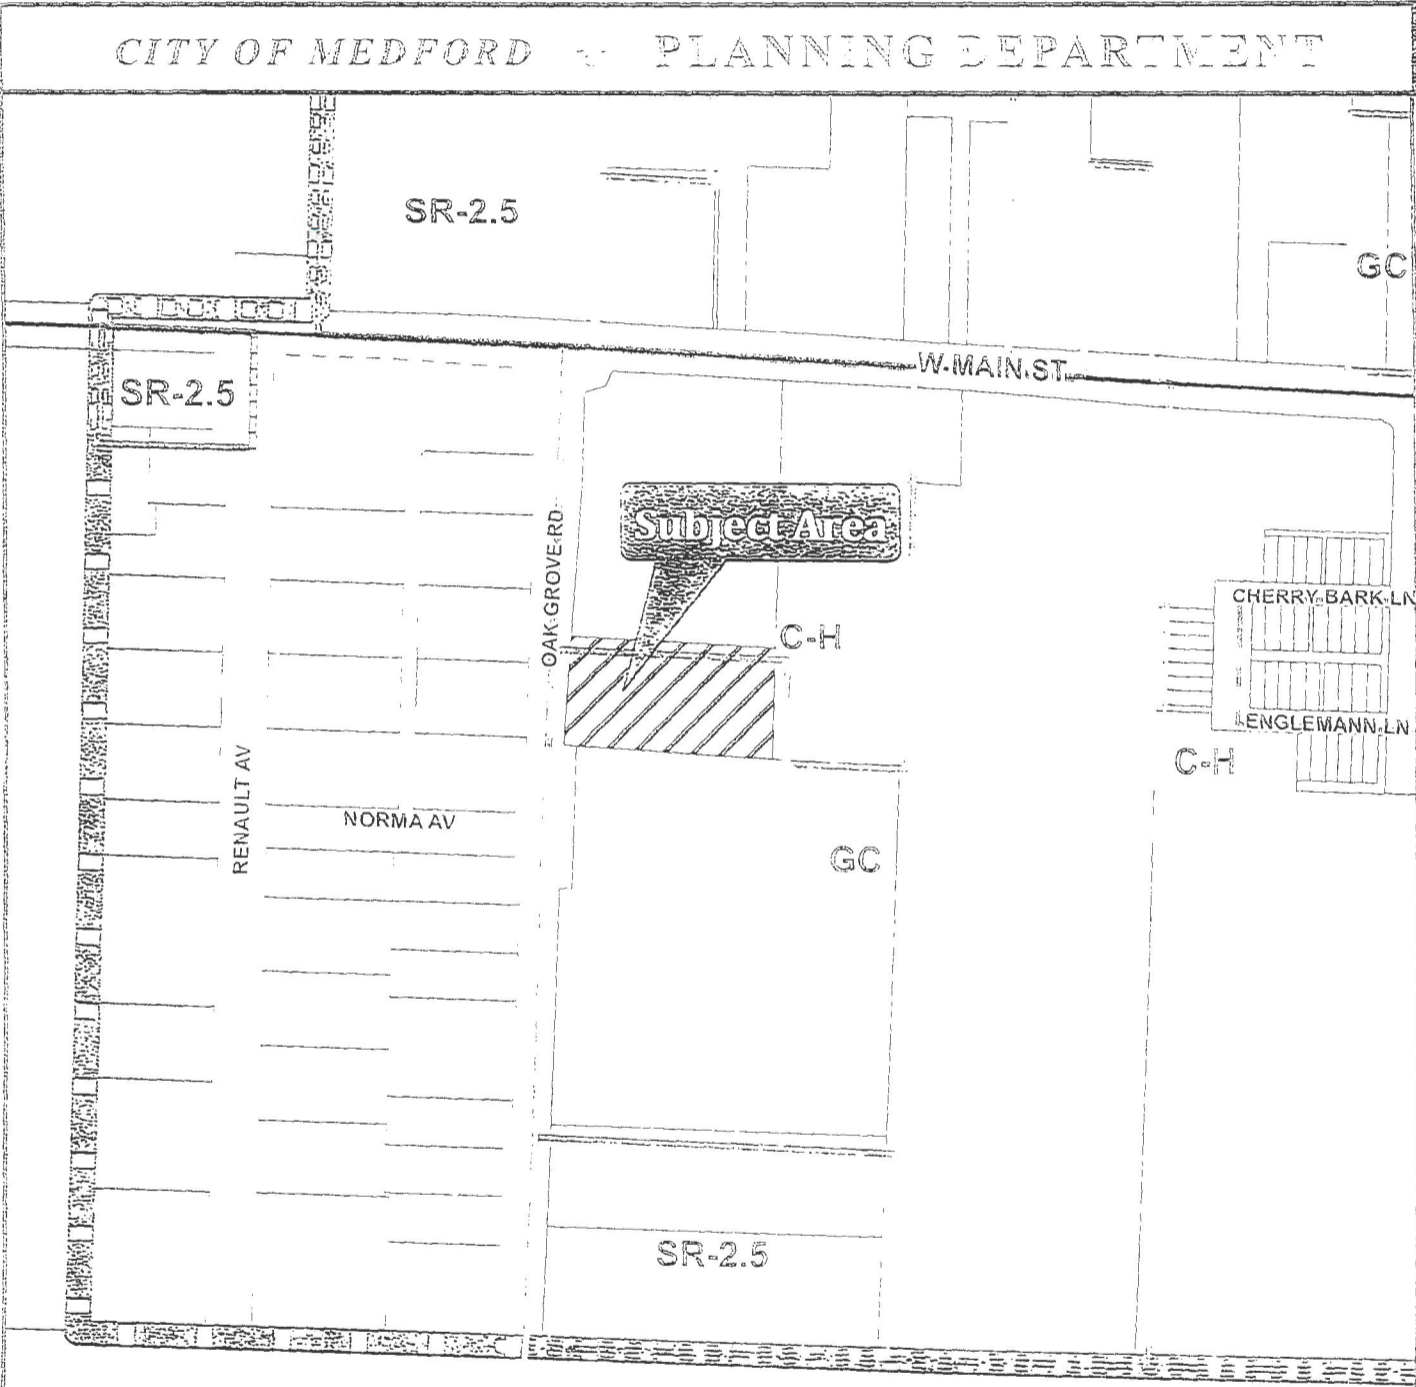 CITY OF MEDFORD PLANNING DEPARTMENT
SR-2.5
GC
W. MAIN ST.
SR-2.5
Subject Area
OAK GROVE RD
CHERRY BARK LN
C-H
ENGLEMANN LN
C-H
RENAULT AV
NORMA AV
GC
SR-2.5